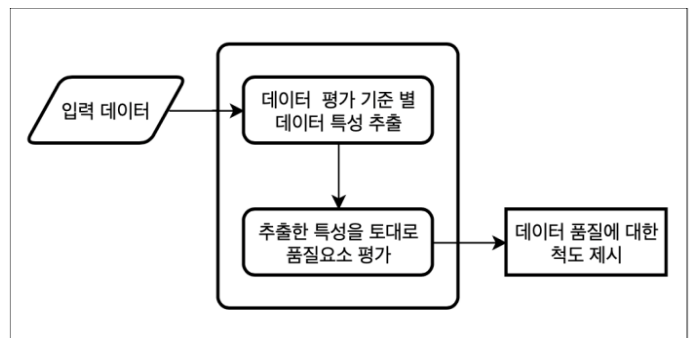 입력 데이터
데이터 평가 기준 별
데이터 특성 추출
추출한 특성을 토대로
품질요소 평가
데이터 품질에 대한
척도 제시